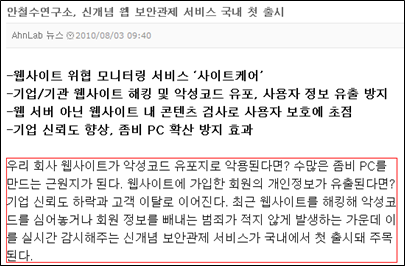 안철수연구소, 신개념 웹 보안관제 서비스 국내 첫 출시
AhnLab 뉴스 2010/08/03 09:40
-웹사이트 위협 모니터링 서비스 ‘사이트케어’
-기업/기관 웹사이트 해킹 및 악성코드 유포, 사용자 정보 유출 방지
-웹 서버 아닌 웹사이트 내 콘텐츠 검사로 사용자 보호에 초점
-기업 신뢰도 향상, 좀비 PC 확산 방지 효과
우리 회사 웹사이트가 악성코드 유포지로 악용된다면? 수많은 좀비 PC를
만드는 근원지가 된다. 웹사이트에 가입한 회원의 개인정보가 유출된다면?
기업 신뢰도 하락과 고객 이탈로 이어진다. 최근 웹사이트를 해킹해 악성코
드를 심어놓거나 회원 정보를 빼내는 범죄가 적지 않게 발생하는 가운데 이
를 실시간 감시해주는 신개념 보안관제 서비스가 국내에서 첫 출시돼 주목
된다.